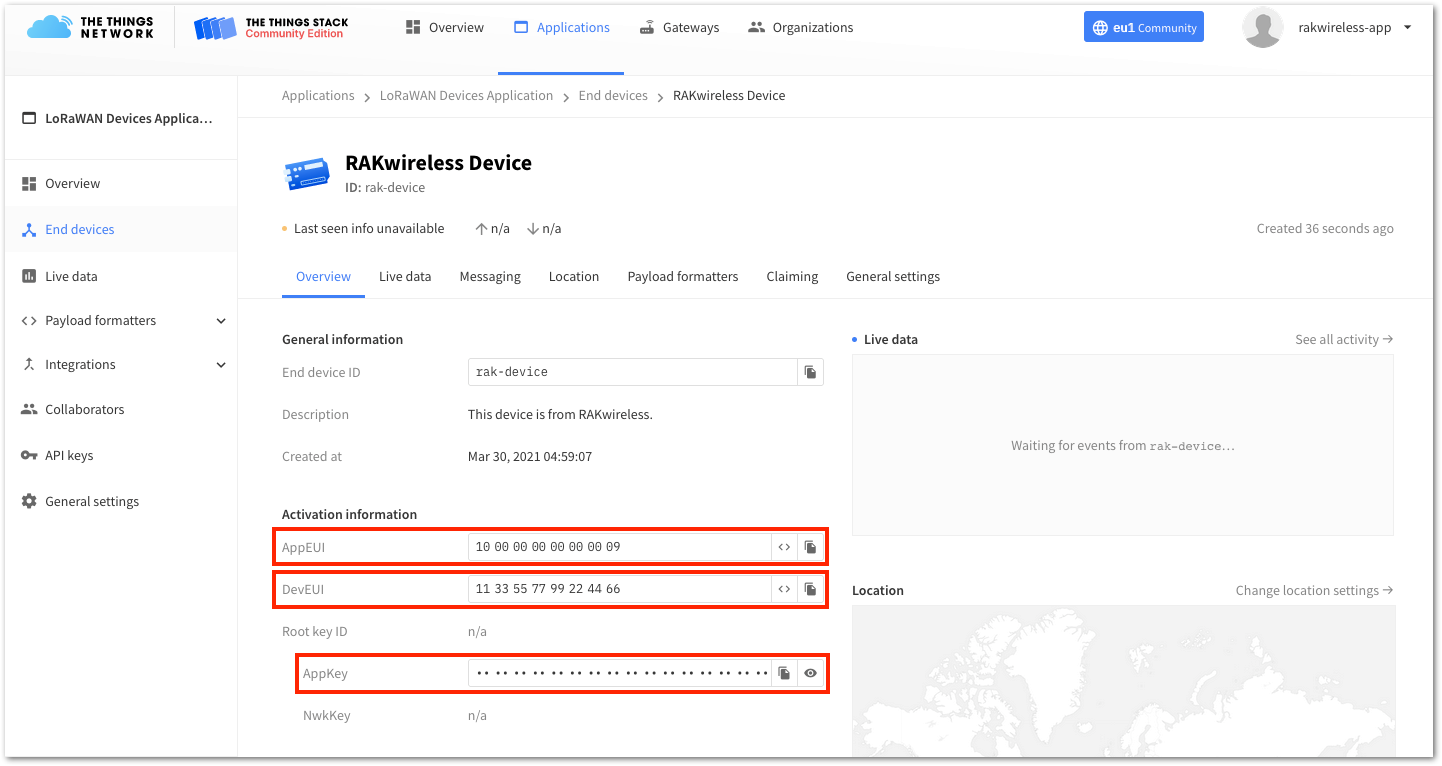 THE THINGS
NETWORK
THE THINGS STACK
Community Edition
Overview
Applications
Gateways
Organizations
eu1 Community
rakwireless-app
LoRaWAN Devices Applica...
Overview
End devices
Live data
Payload formatters
Integrations
Collaborators
API keys
General settings
Applications > LoRaWAN Devices Application > End devices > RAKwireless Device
RAKwireless Device
ID: rak-device
Last seen info unavailable ↑ n/a ↓ n/a
Created 36 seconds ago
Overview Live data Messaging Location Payload formatters Claiming General settings
General information
End device ID rak-device
Description This device is from RAKwireless.
Created at Mar 30, 2021 04:59:07
Activation information
AppEUI 10 00 00 00 00 00 00 09
DevEUI 11 33 55 77 99 22 44 66
Root key ID n/a
AppKey •• •• •• •• •• •• •• •• •• •• •• •• •• •• •• ••
NwkKey n/a
Live data
See all activity →
Waiting for events from rak-device...
Location
Change location settings →